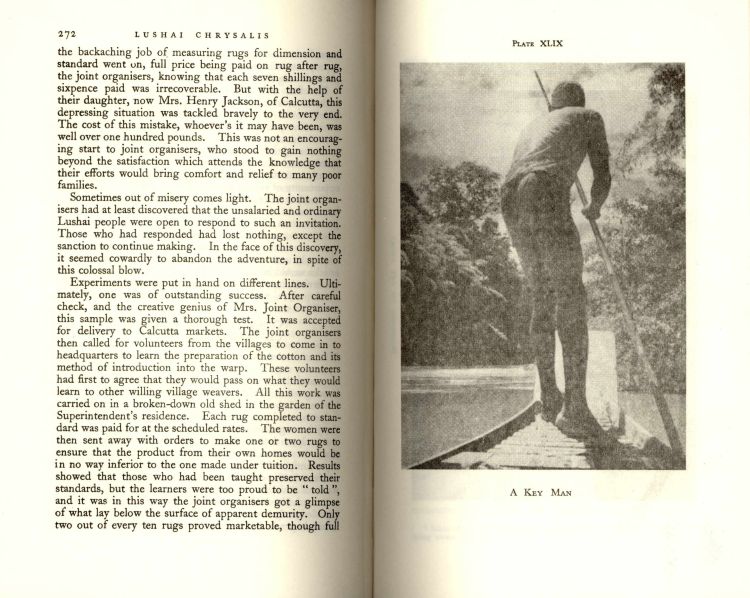 272 LUSHAI CHRYSALIS
the backaching job of measuring rugs for dimension and
standard went on, full price being paid on rug after rug,
the joint organisers, knowing that each seven shillings and
sixpence paid was irrecoverable. But with the help of
their daughter, now Mrs. Henry Jackson, of Calcutta, this
depressing situation was tackled bravely to the very end.
The cost of this mistake, whoever's it may have been, was
well over one hundred pounds. This was not an encourag-
ing start to joint organisers, who stood to gain nothing
beyond the satisfaction which attends the knowledge that
their efforts would bring comfort and relief to many poor
families.
Sometimes out of misery comes light. The joint organ-
isers had at least discovered that the unsalaried and ordinary
Lushai people were open to respond to such an invitation.
Those who had responded had lost nothing, except the
sanction to continue making. In the face of this discovery,
it seemed cowardly to abandon the adventure, in spite of
this colossal blow.
Experiments were put in hand on different lines. Ulti-
mately, one was of outstanding success. After careful
check, and the creative genius of Mrs. Joint Organiser,
this sample was given a thorough test. It was accepted
for delivery to Calcutta markets. The joint organisers
then called for volunteers from the villages to come in to
headquarters to learn the preparation of the cotton and its
method of introduction into the warp. These volunteers
had first to agree that they would pass on what they would
learn to other willing village weavers. All this work was
carried on in a broken-down old shed in the garden of the
Superintendent's residence. Each rug completed to stan-
dard was paid for at the scheduled rates. The women were
then sent away with orders to make one or two rugs to
ensure that the product from their own homes would be
in no way inferior to the one made under tuition. Results
showed that those who had been taught preserved their
standards, but the learners were too proud to be " told ",
and it was in this way the joint organisers got a glimpse
of what lay below the surface of apparent demurity. Only
two out of every ten rugs proved marketable, though full
PLATE XLIX
A KEY MAN